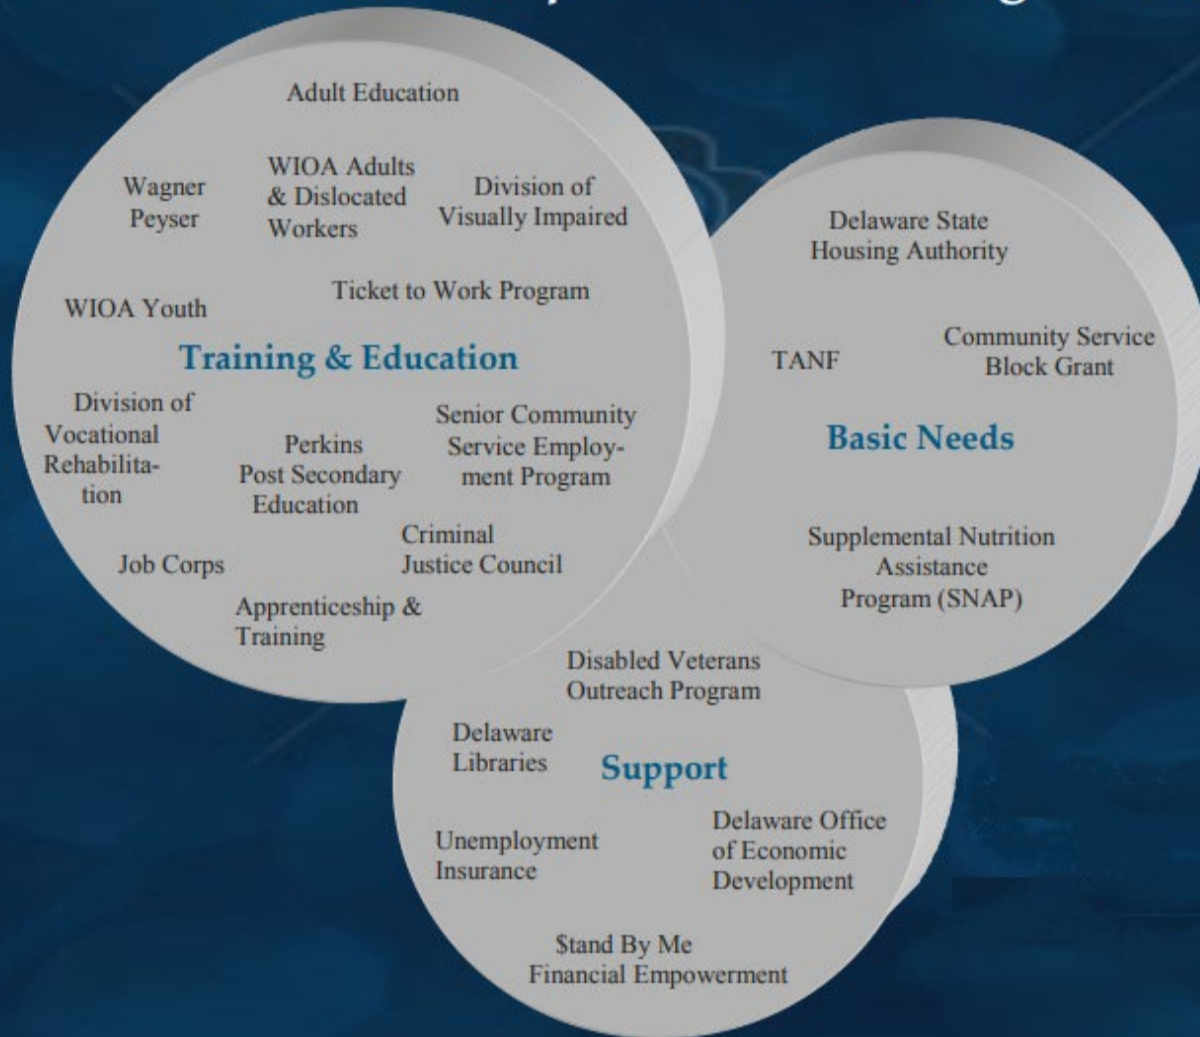 Adult Education
Wagner
Peyser
WIOA Adults
& Dislocated
Workers
Division of
Visually Impaired
Ticket to Work Program
WIOA Youth
Training & Education
Division of
Vocational
Rehabilita-
tion
Perkins
Post Secondary
Education
Senior Community
Service Employ-
ment Program
Criminal
Justice Council
Job Corps
Apprenticeship &
Training
Delaware State
Housing Authority
TANF
Community Service
Block Grant
Basic Needs
Supplemental Nutrition
Assistance
Program (SNAP)
Disabled Veterans
Outreach Program
Delaware
Libraries
Support
Unemployment
Insurance
Delaware Office
of Economic
Development
$tand By Me
Financial Empowerment